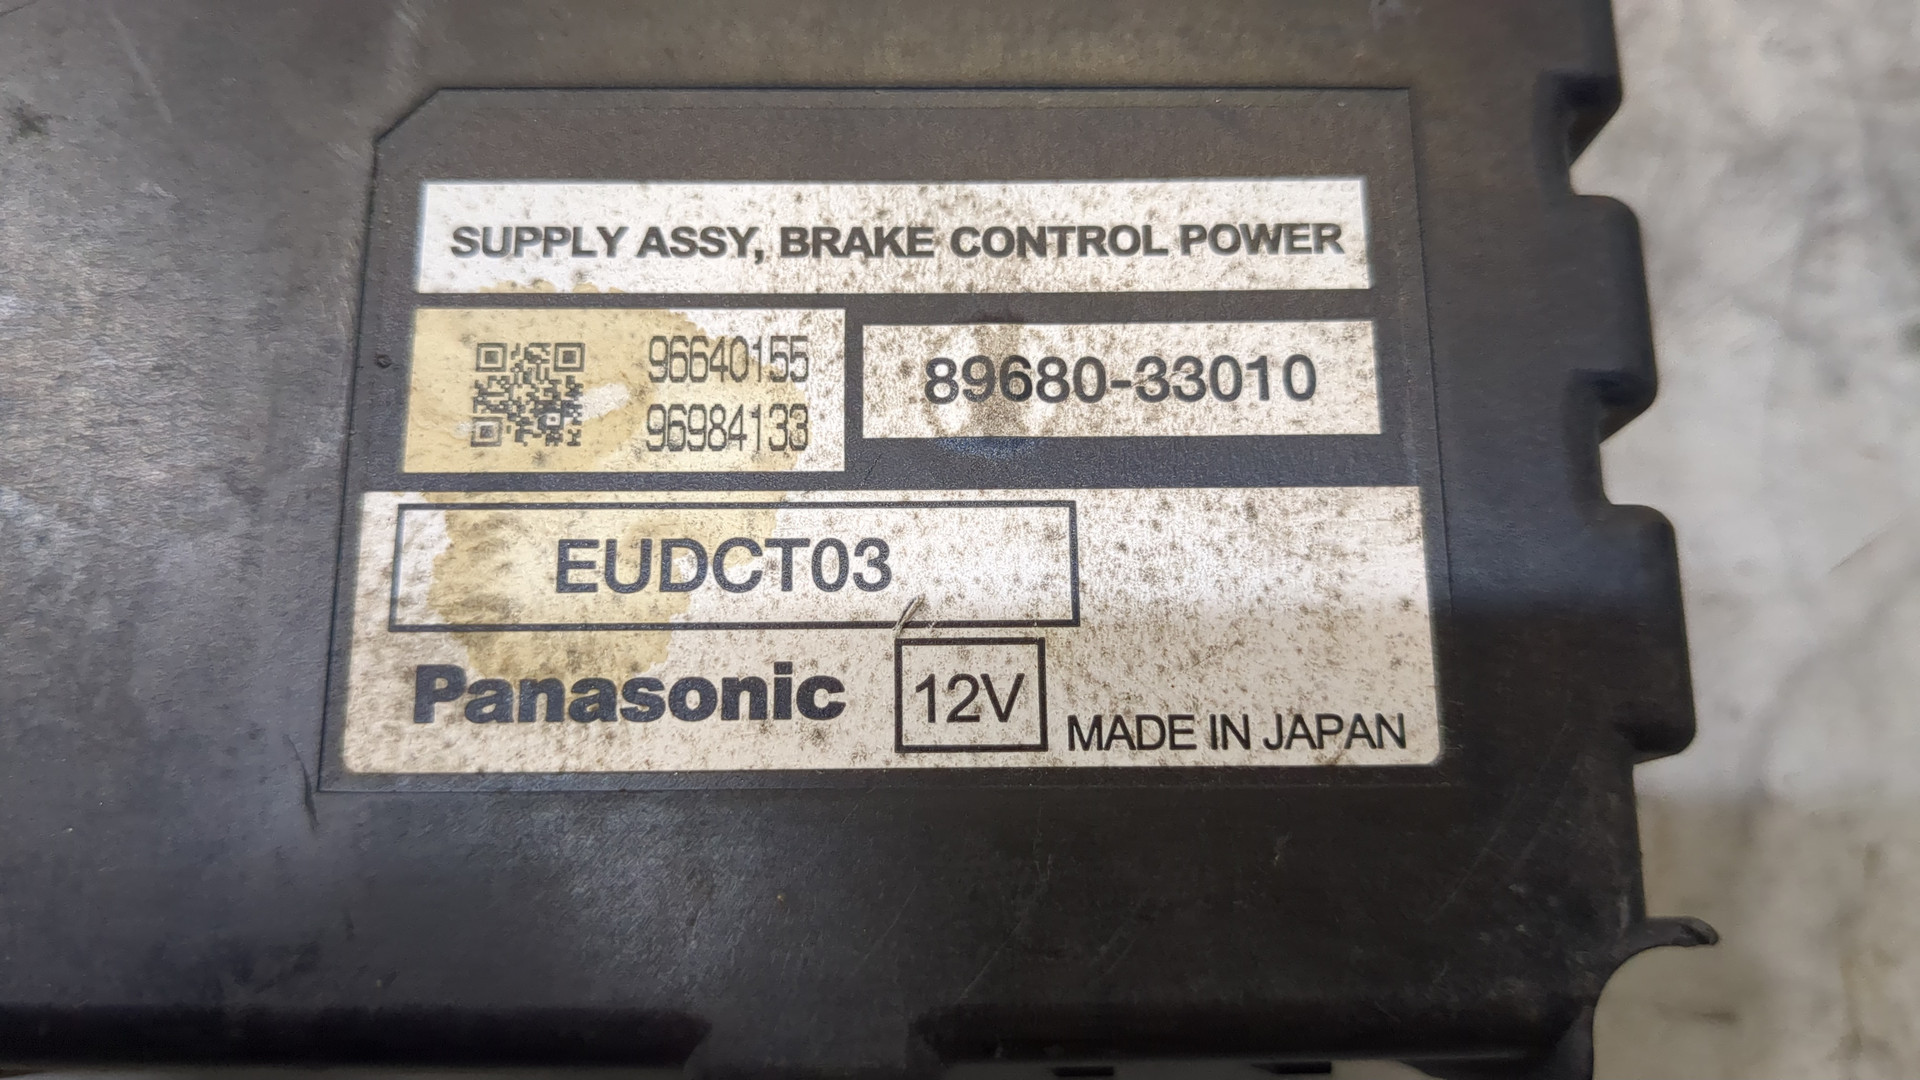 SUPPLY ASSY, BRAKE CONTROL POWER
96640155
96984133
89680-33010
EUDCT03
Panasonic
12V
MADE IN JAPAN